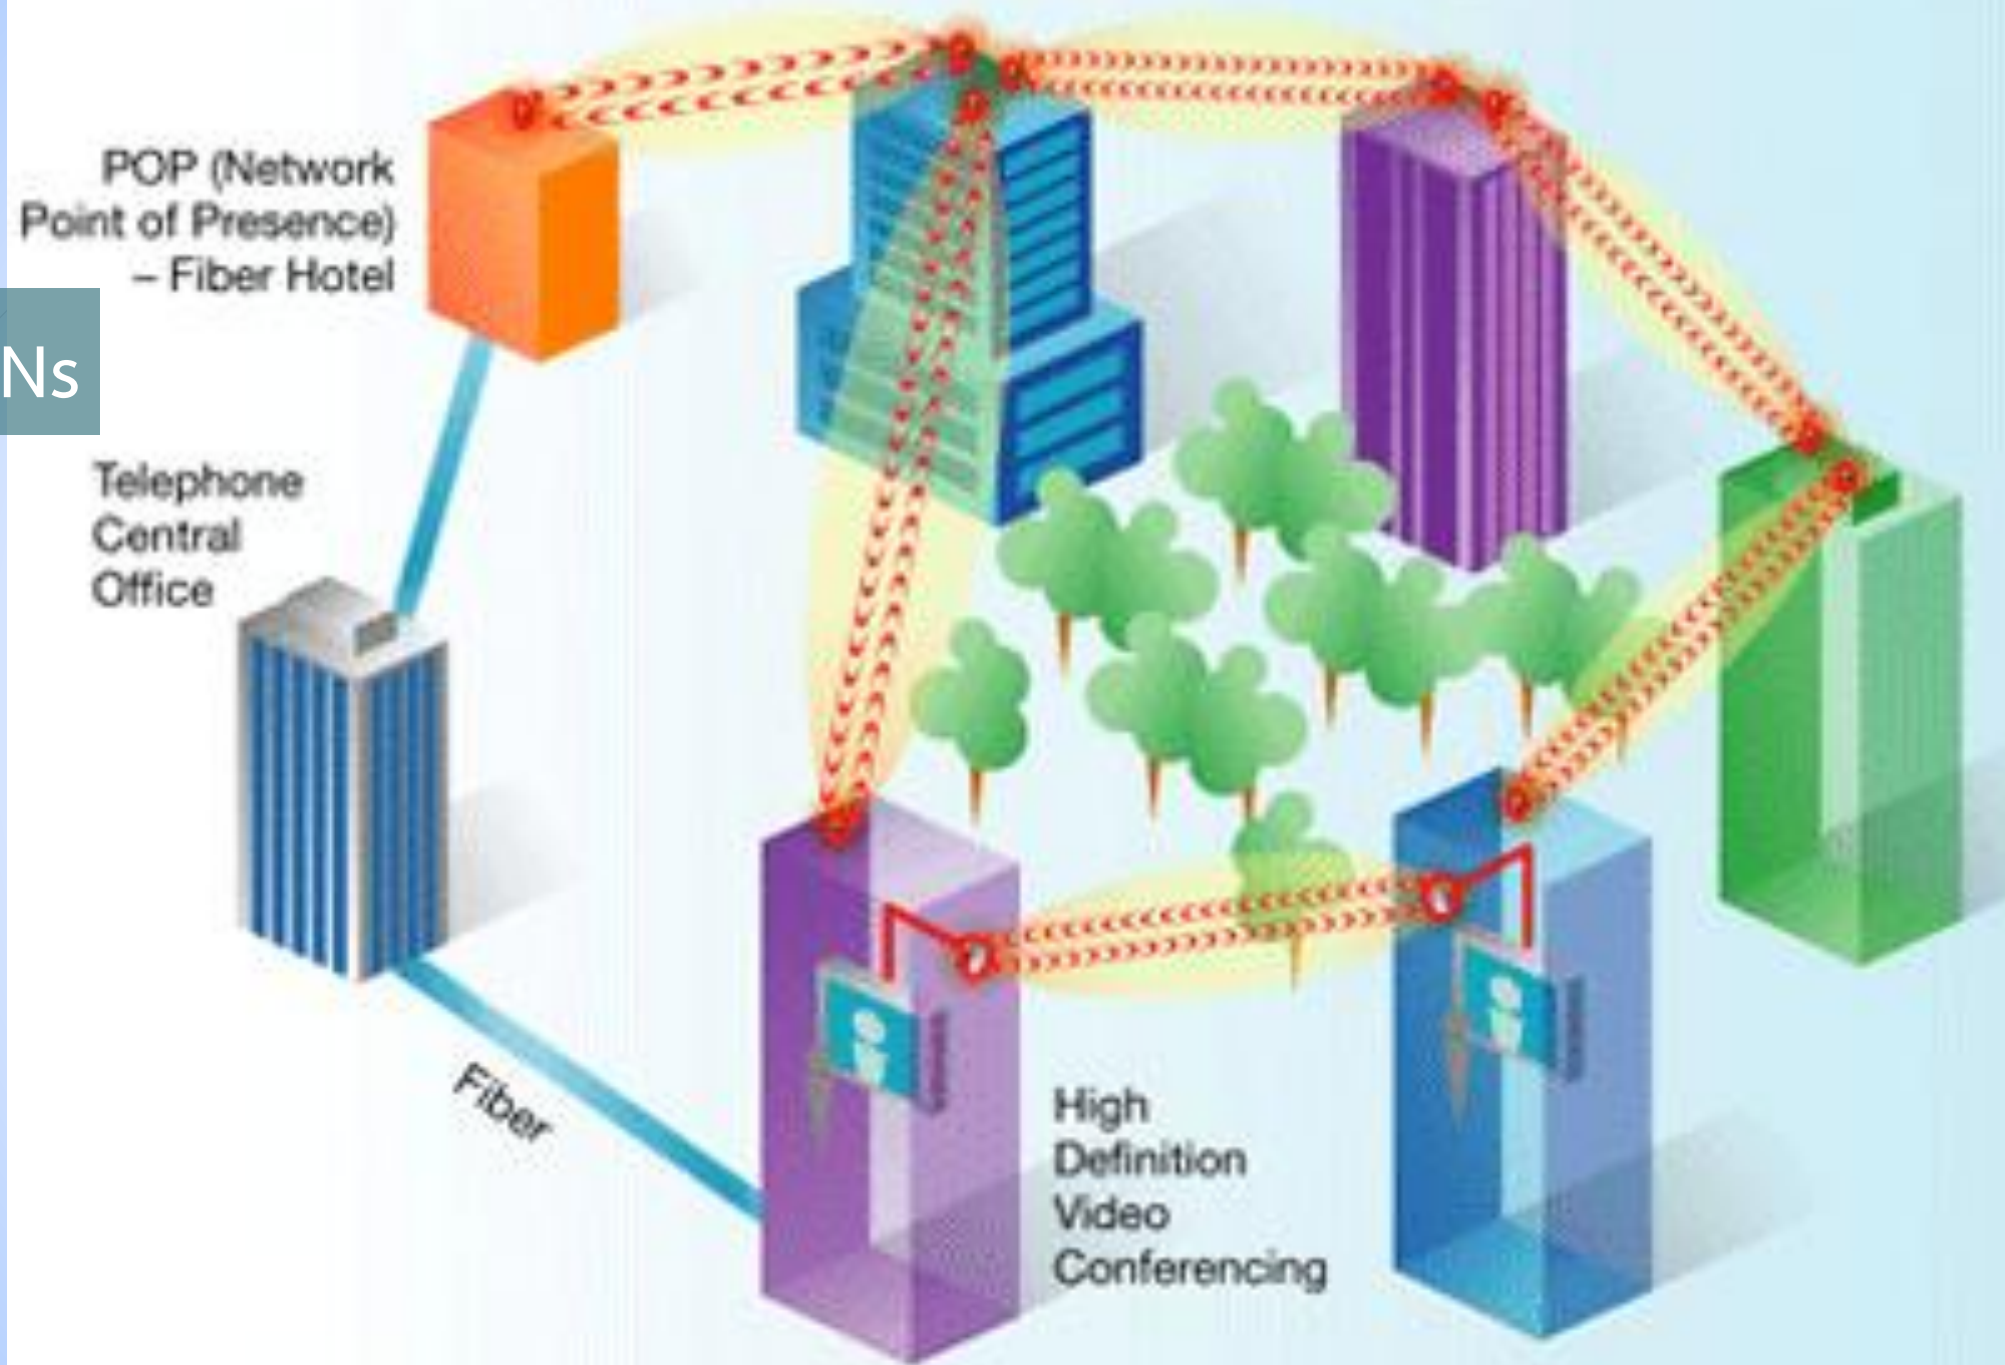 POP (Network
Point of Presence)
– Fiber Hotel
Ns
Telephone
Central
Office
Fiber
High
Definition
Video
Conferencing